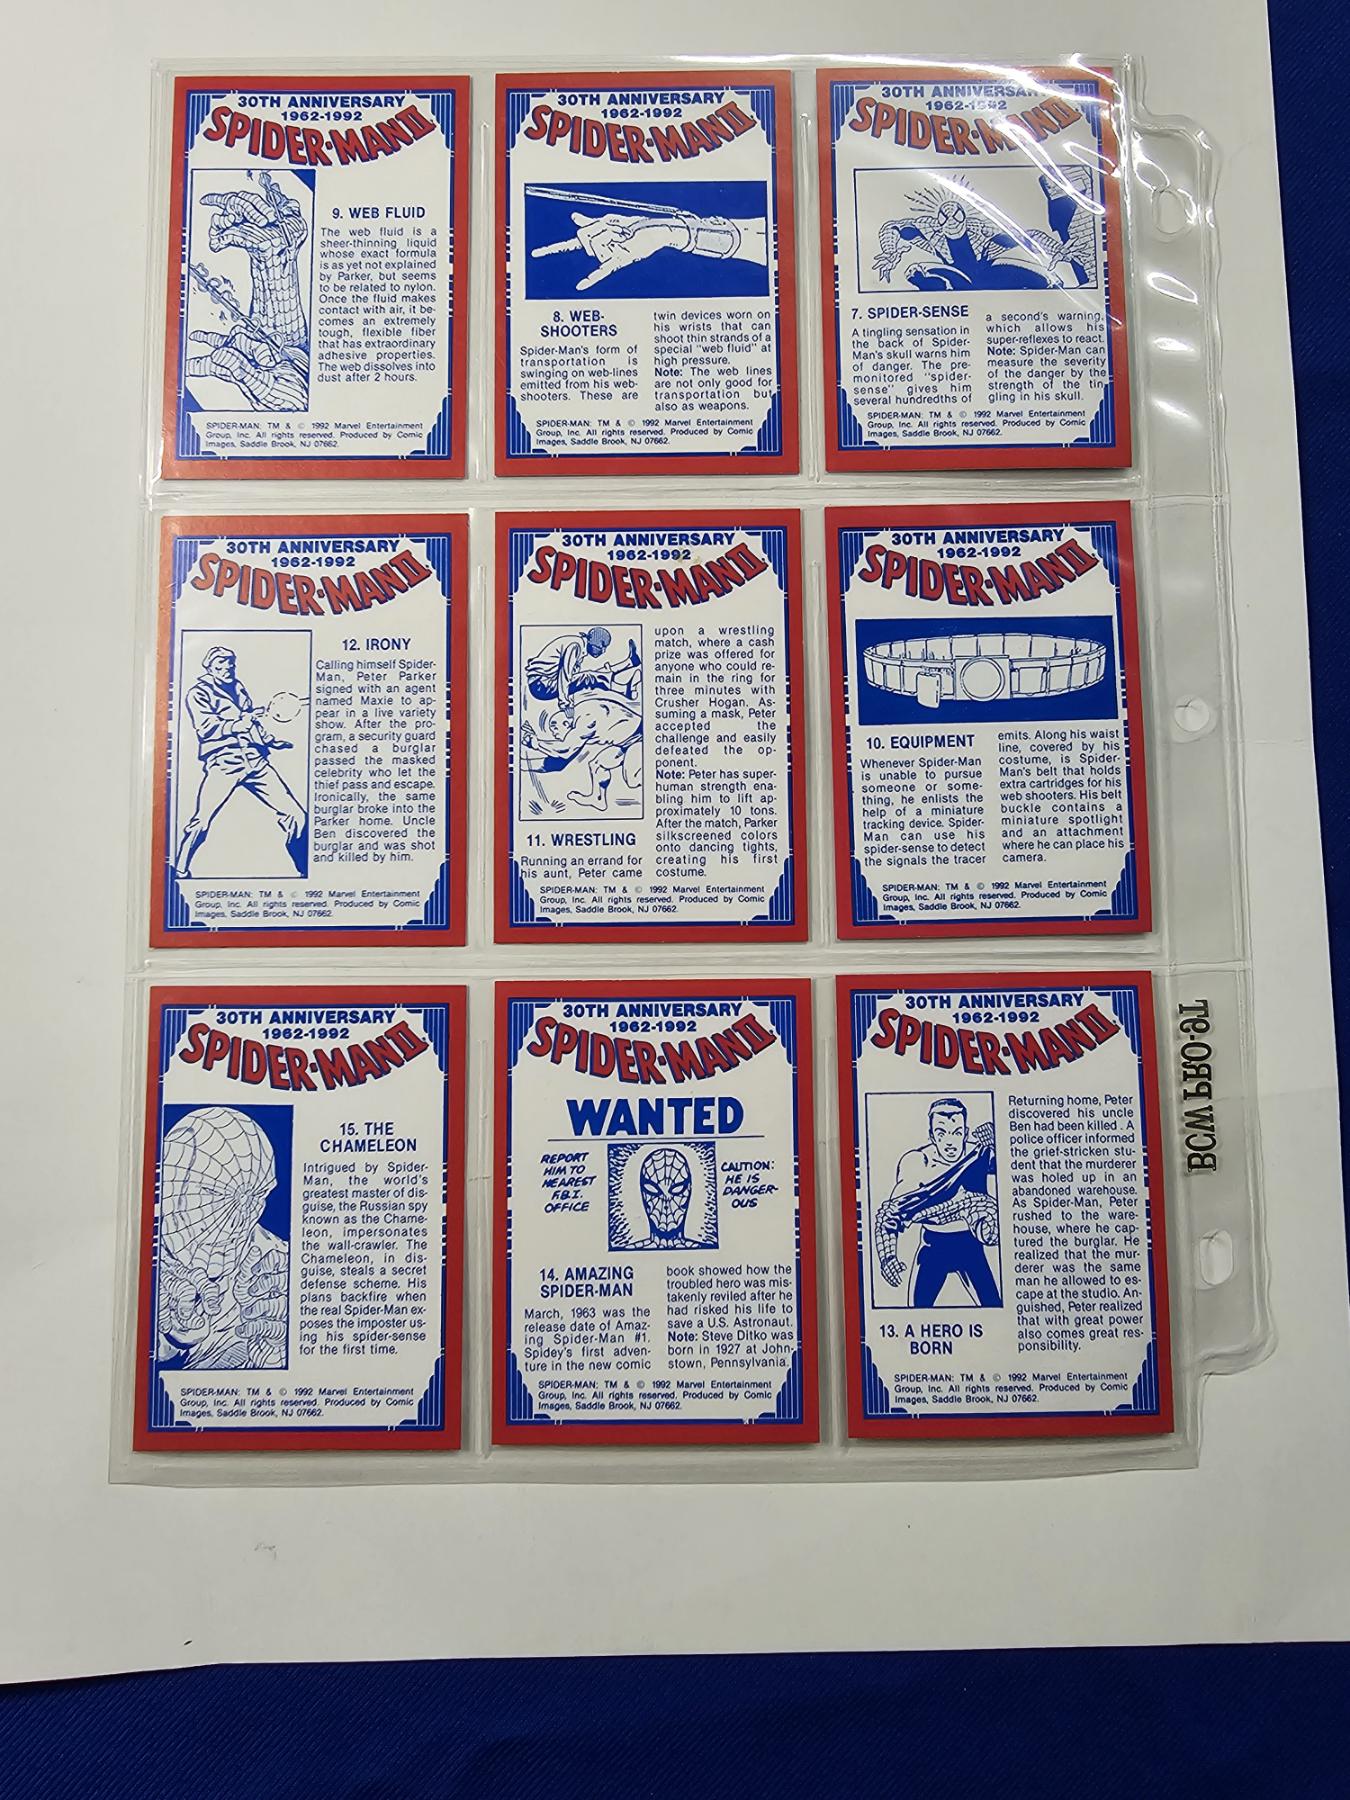 30TH ANNIVERSARY
1962-1992
SPIDER-MAN II
9. WEB FLUID
The web fluid is a
sheer-thinning liquid
whose exact formula
is as yet not explained
by Parker, but seems
to be related to nylon.
Once the fluid makes
contact with air, it be-
comes an extremely
tough, flexible fiber
that has extraordinary
adhesive properties.
The web dissolves into
dust after 2 hours.
SPIDER-MAN: TM & © 1992 Marvel Entertainment
Group, Inc. All rights reserved. Produced by Comic
Images, Saddle Brook, NJ 07662.
30TH ANNIVERSARY
1962-1992
SPIDER-MAN II
8. WEB-
SHOOTERS
Spider-Man's form of
transportation is
swinging on web-lines
emitted from his web-
shooters. These are
twin devices worn on
his wrists that can
shoot thin strands of a
special "web fluid" at
high pressure.
Note: The web lines
are not only good for
transportation but
also as weapons.
SPIDER-MAN: TM & © 1992 Marvel Entertainment
Group, Inc. All rights reserved. Produced by Comic
Images, Saddle Brook, NJ 07662.
30TH ANNIVERSARY
1962-1992
SPIDER-MAN II
7. SPIDER-SENSE
A tingling sensation in
the back of Spider-
Man's skull warns him
of danger. The pre-
monitored "spider-
sense" gives him
several hundredths of
a second's warning,
which allows his
super-reflexes to react.
Note: Spider-Man can
measure the severity
of the danger by the
strength of the tin-
gling in his skull.
SPIDER-MAN: TM & © 1992 Marvel Entertainment
Group, Inc. All rights reserved. Produced by Comic
Images, Saddle Brook, NJ 07662.
30TH ANNIVERSARY
1962-1992
SPIDER-MAN II
12. IRONY
Calling himself Spider-
Man, Peter Parker
signed with an agent
named Maxie to ap-
pear in a live variety
show. After the pro-
gram, a security guard
chased a burglar
passed the masked
celebrity who let the
thief pass and escape.
Ironically, the same
burglar broke into the
Parker home. Uncle
Ben discovered the
burglar and was shot
and killed by him.
SPIDER-MAN: TM & © 1992 Marvel Entertainment
Group, Inc. All rights reserved. Produced by Comic
Images, Saddle Brook, NJ 07662.
30TH ANNIVERSARY
1962-1992
SPIDER-MAN II
11. WRESTLING
Running an errand for
his aunt, Peter came
upon a wrestling
match, where a cash
prize was offered for
anyone who could re-
main in the ring for
three minutes with
Crusher Hogan. As-
suming a mask, Peter
accepted the
challenge and easily
defeated the op-
ponent.
Note: Peter has super-
human strength ena-
bling him to lift ap-
proximately 10 tons.
After the match, Parker
silkscreened colors
onto dancing tights,
creating his first
costume.
SPIDER-MAN: TM & © 1992 Marvel Entertainment
Group, Inc. All rights reserved. Produced by Comic
Images, Saddle Brook, NJ 07662.
30TH ANNIVERSARY
1962-1992
SPIDER-MAN II
10. EQUIPMENT
Whenever Spider-Man
is unable to pursue
someone or some-
thing, he enlists the
help of a miniature
tracking device. Spider-
Man can use his
spider-sense to detect
the signals the tracer
emits. Along his waist
line, covered by his
costume, is Spider-
Man's belt that holds
extra cartridges for his
web shooters. His belt
buckle contains a
miniature spotlight
and an attachment
where he can place his
camera.
SPIDER-MAN: TM & © 1992 Marvel Entertainment
Group, Inc. All rights reserved. Produced by Comic
Images, Saddle Brook, NJ 07662.
30TH ANNIVERSARY
1962-1992
SPIDER-MAN II
15. THE
CHAMELEON
Intrigued by Spider-
Man, the world's
greatest master of dis-
guise, the Russian spy
known as the Chame-
leon, impersonates
the wall-crawler. The
Chameleon, in dis-
guise, steals a secret
defense scheme. His
plans backfire when
the real Spider-Man ex-
poses the imposter us-
ing his spider-sense
for the first time.
SPIDER-MAN: TM & © 1992 Marvel Entertainment
Group, Inc. All rights reserved. Produced by Comic
Images, Saddle Brook, NJ 07662.
30TH ANNIVERSARY
1962-1992
SPIDER-MAN II
WANTED
REPORT
HIM TO
NEAREST
F.B.I.
OFFICE
CAUTION:
HE IS
DANGER-
OUS
14. AMAZING
SPIDER-MAN
March, 1963 was the
release date of Amaz-
ing Spider-Man #1.
Spidey's first adven-
ture in the new comic
book showed how the
troubled hero was mis-
takenly reviled after he
had risked his life to
save a U.S. Astronaut.
Note: Steve Ditko was
born in 1927 at John-
stown, Pennsylvania.
SPIDER-MAN: TM & © 1992 Marvel Entertainment
Group, Inc. All rights reserved. Produced by Comic
Images, Saddle Brook, NJ 07662.
30TH ANNIVERSARY
1962-1992
SPIDER-MAN II
13. A HERO IS
BORN
Returning home, Peter
discovered his uncle
Ben had been killed. A
police officer informed
the grief-stricken stu-
dent that the murderer
was holed up in an
abandoned warehouse.
As Spider-Man, Peter
rushed to the ware-
house, where he cap-
tured the burglar. He
realized that the mur-
derer was the same
man he allowed to es-
cape at the studio. An-
guished, Peter realized
that with great power
also comes great res-
ponsibility.
SPIDER-MAN: TM & © 1992 Marvel Entertainment
Group, Inc. All rights reserved. Produced by Comic
Images, Saddle Brook, NJ 07662.
BCW PRO-T9